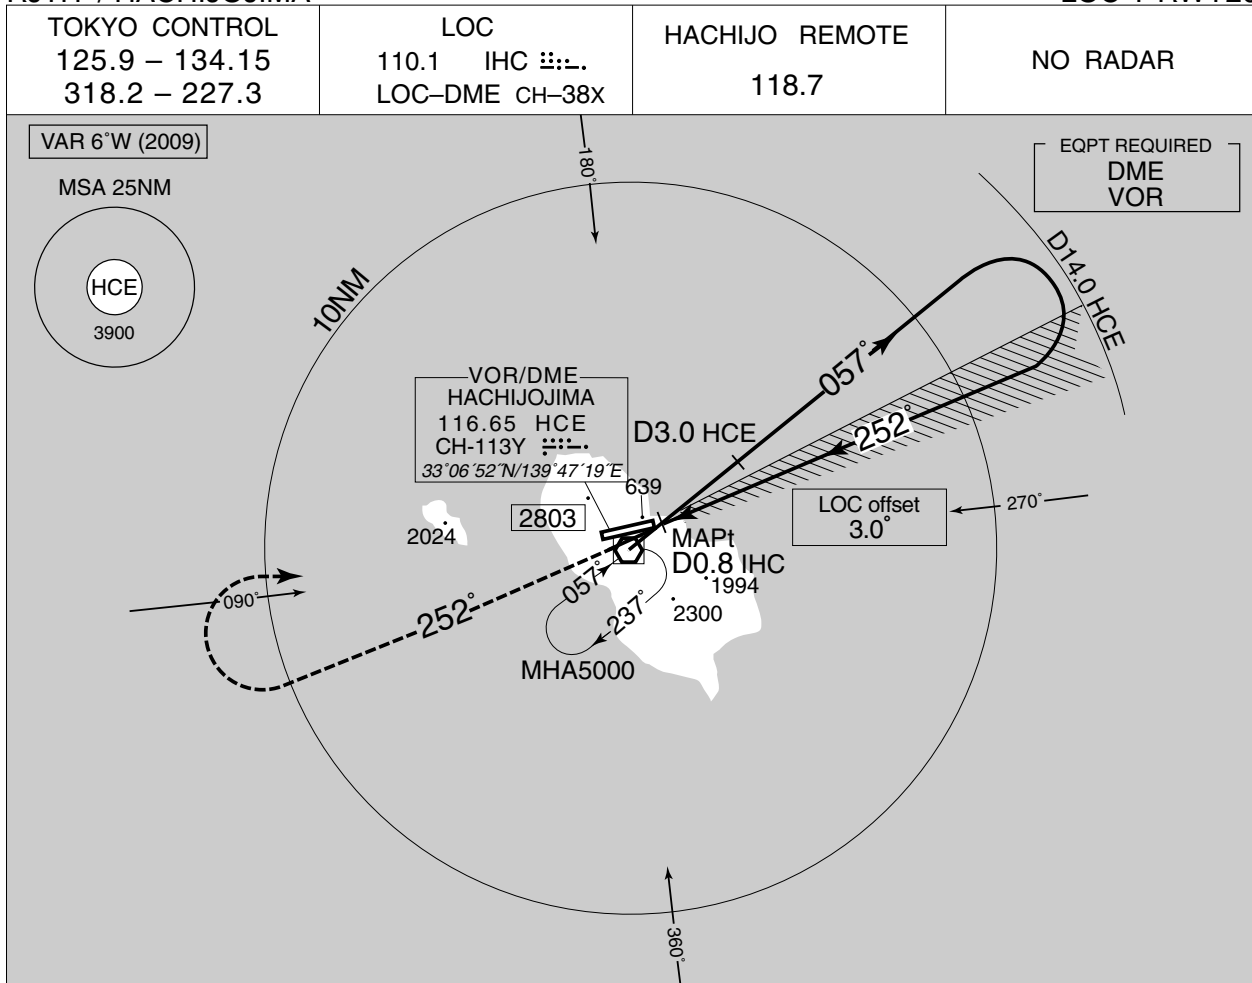 TOKYO CONTROL
125.9 – 134.15
318.2 – 227.3
LOC
110.1 IHC
LOC–DME CH–38X
HACHIJO REMOTE
118.7
NO RADAR
VAR 6°W (2009)
MSA 25NM
HCE
3900
EQPT REQUIRED
DME
VOR
180°
10NM
D14.0 HCE
057°
VOR/DME
HACHIJOJIMA
116.65 HCE
CH-113Y
33°06´52˝N/139°47´19˝E
D3.0 HCE
252°
639
2803
2024
LOC offset
3.0°
270°
MAPt
D0.8 IHC
1994
2300
057°
237°
MHA5000
090°
252°
360°